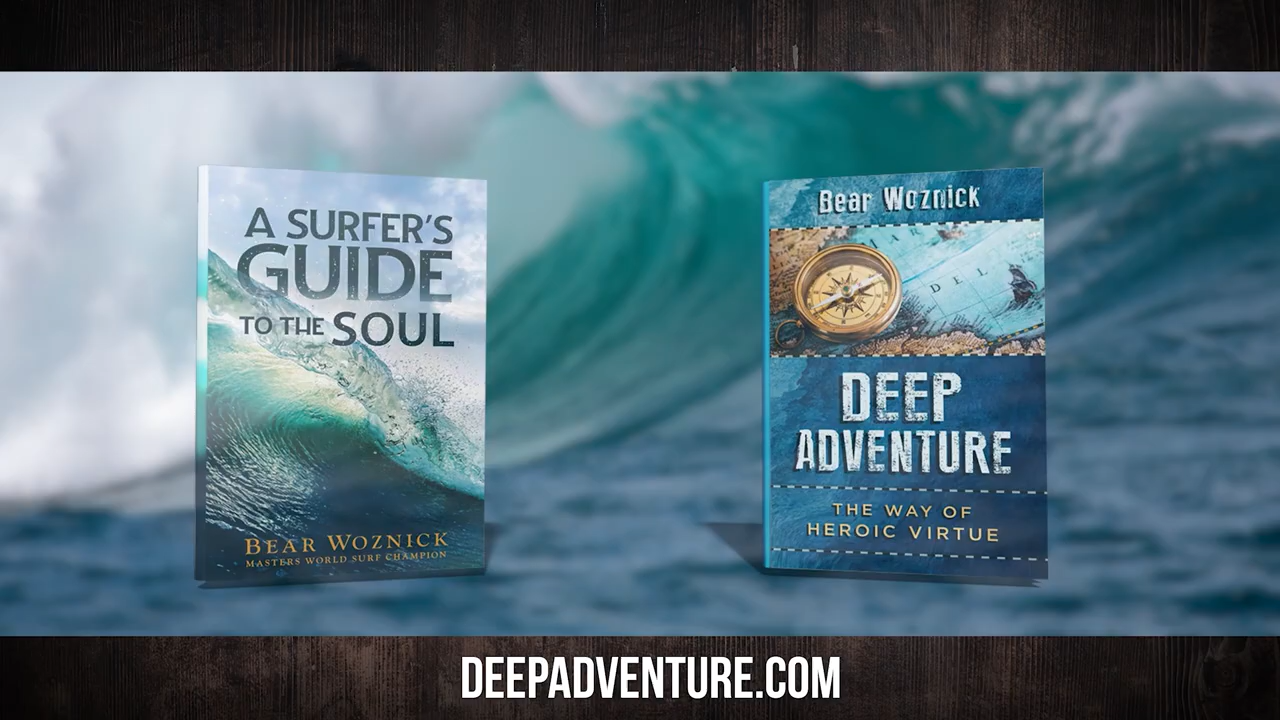 A SURFER'S
GUIDE
TO THE SOUL
BEAR WOZNICK
MASTERS WORLD SURF CHAMPION
Bear Woznick
DEL
DEEP
ADVENTURE
THE WAY OF
HEROIC VIRTUE
DEEPADVENTURE.COM